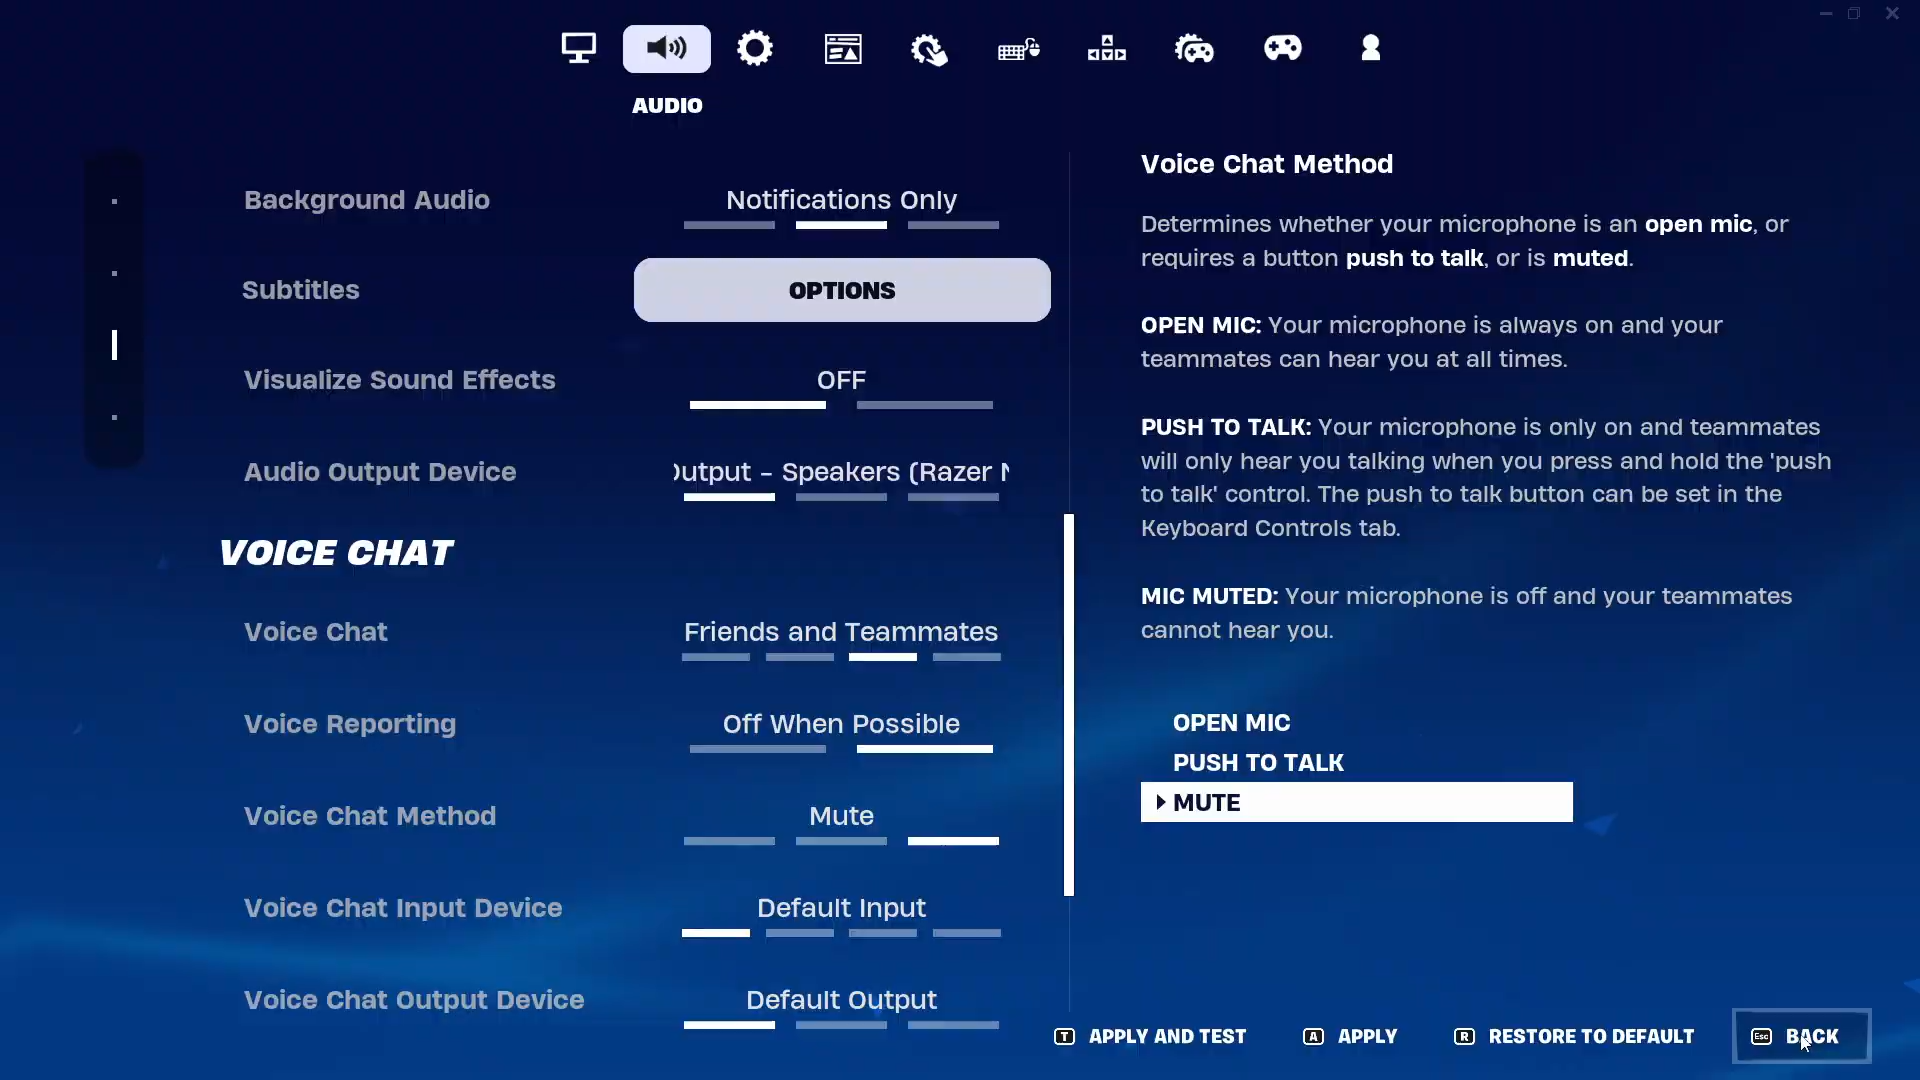 AUDIO
Background Audio
Notifications Only
Subtitles
OPTIONS
Visualize Sound Effects
OFF
Audio Output Device
Output - Speakers (Razer
VOICE CHAT
Voice Chat
Friends and Teammates
Voice Reporting
Off When Possible
Voice Chat Method
Mute
Voice Chat Input Device
Default Input
Voice Chat Output Device
Default Output
Voice Chat Method
Determines whether your microphone is an open mic, or
requires a button push to talk, or is muted.
OPEN MIC: Your microphone is always on and your
teammates can hear you at all times.
PUSH TO TALK: Your microphone is only on and teammates
will only hear you talking when you press and hold the 'push
to talk' control. The push to talk button can be set in the
Keyboard Controls tab.
MIC MUTED: Your microphone is off and your teammates
cannot hear you.
OPEN MIC
PUSH TO TALK
MUTE
T APPLY AND TEST
A APPLY
R RESTORE TO DEFAULT
Esc BACK